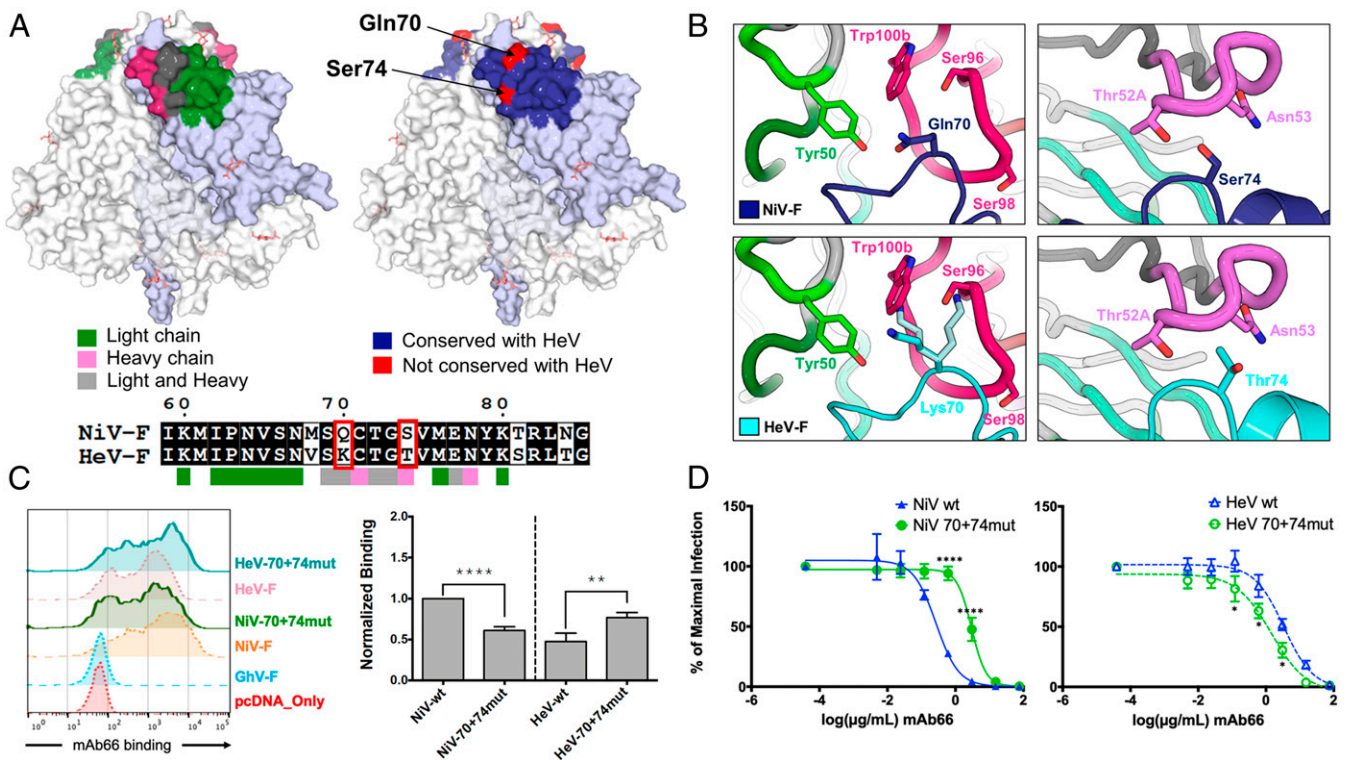 A
Gln70
Ser74
Light chain
Heavy chain
Light and Heavy
Conserved with HeV
Not conserved with HeV
60 70 80
NiV-F IKMIPNVSNMSQCTGSVMENYKTRLNG
HeV-F IKMIPNVSNVSKCTGTVMENYKSRLTG
B
Trp100b
Ser96
Gln70
Tyr50
Ser98
NiV-F
Thr52A
Asn53
Ser74
Trp100b
Ser96
Tyr50
Lys70
Ser98
HeV-F
Thr52A
Asn53
Thr74
C
HeV-70+74mut
HeV-F
NiV-70+74mut
NiV-F
GhV-F
pcDNA_Only
10⁰ 10¹ 10² 10³ 10⁴ 10⁵
mAb66 binding
Normalized Binding
2.0
1.5
1.0
0.5
0.0
****
**
NiV-wt
NiV-70+74mut
HeV-wt
HeV-70+74mut
D
% of Maximal Infection
150
100
50
0
-6 -4 -2 0 2
log(µg/mL) mAb66
NiV wt
NiV 70+74mut
****
****
150
100
50
0
-6 -4 -2 0 2
log(µg/mL) mAb66
HeV wt
HeV 70+74mut
*
*
*